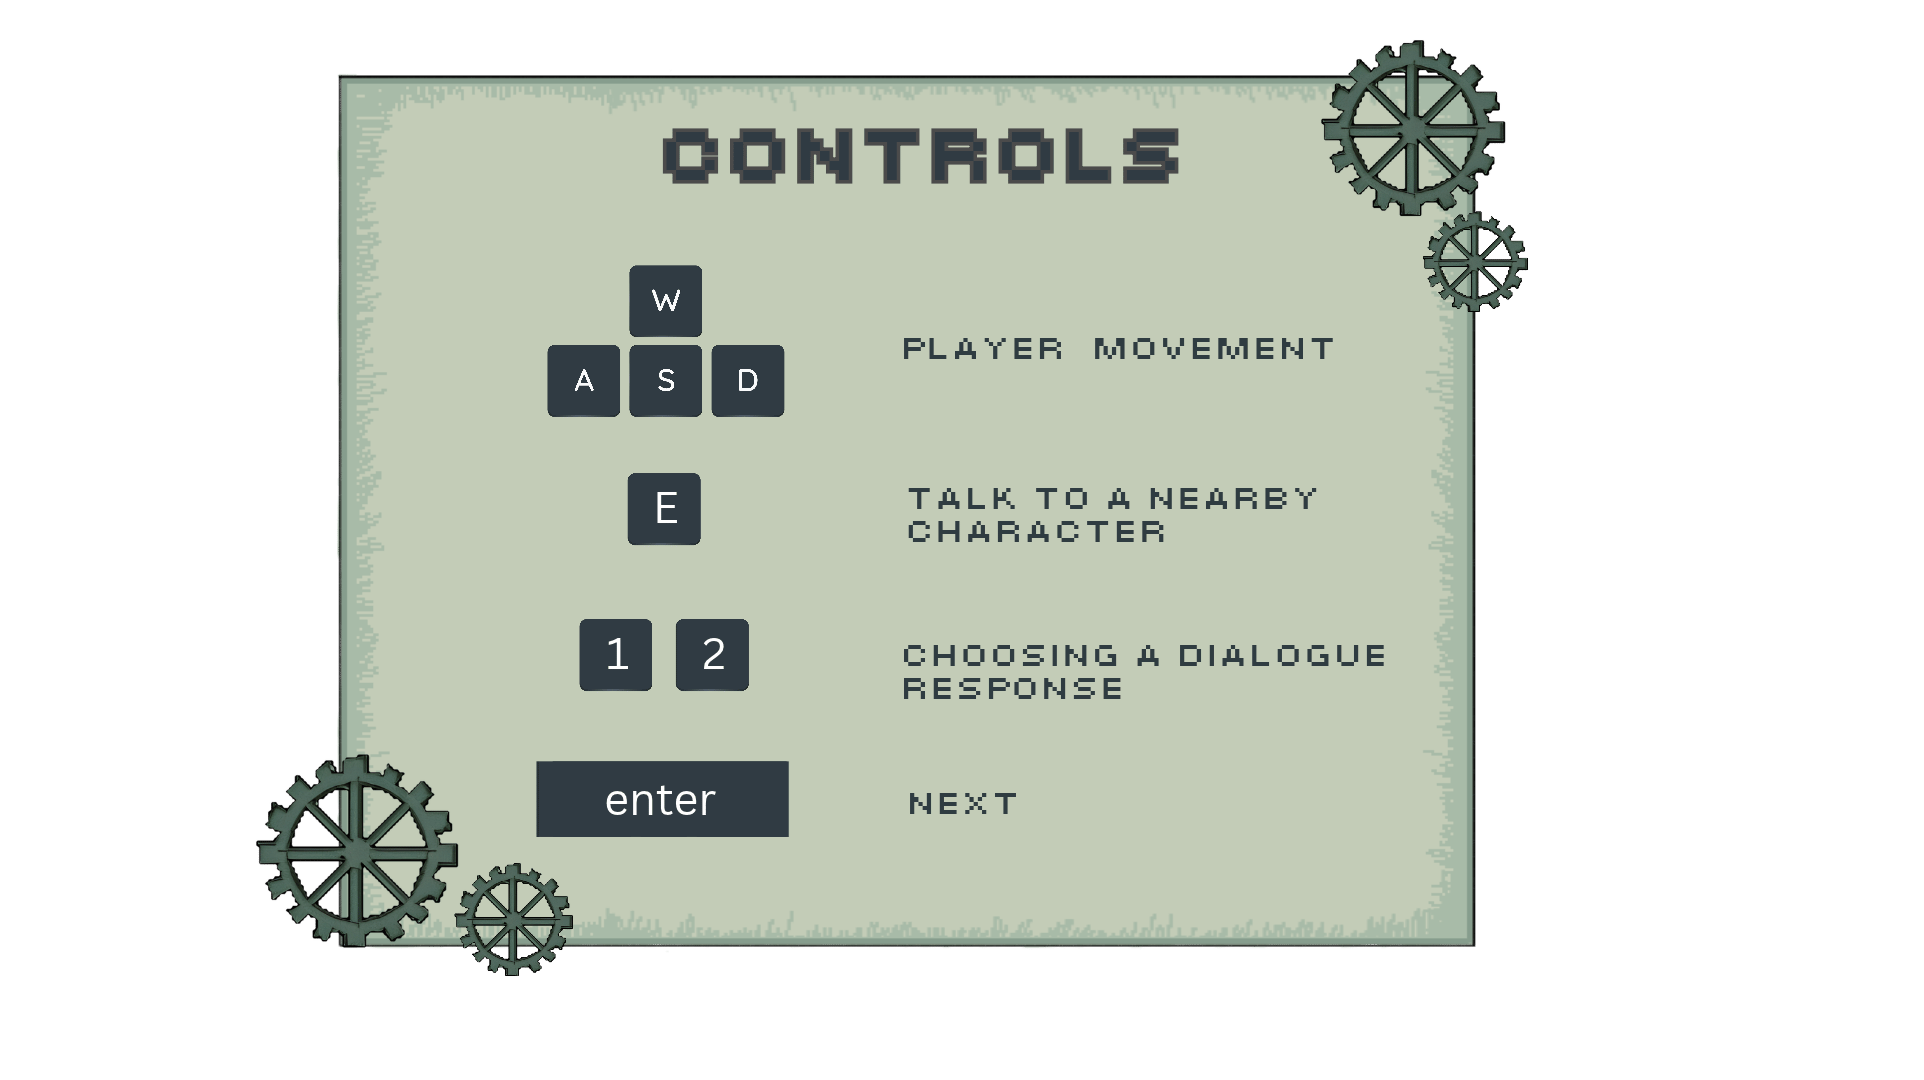 CONTROLS
W
A S D
PLAYER MOVEMENT
E
TALK TO A NEARBY
CHARACTER
1 2
CHOOSING A DIALOGUE
RESPONSE
enter
NEXT